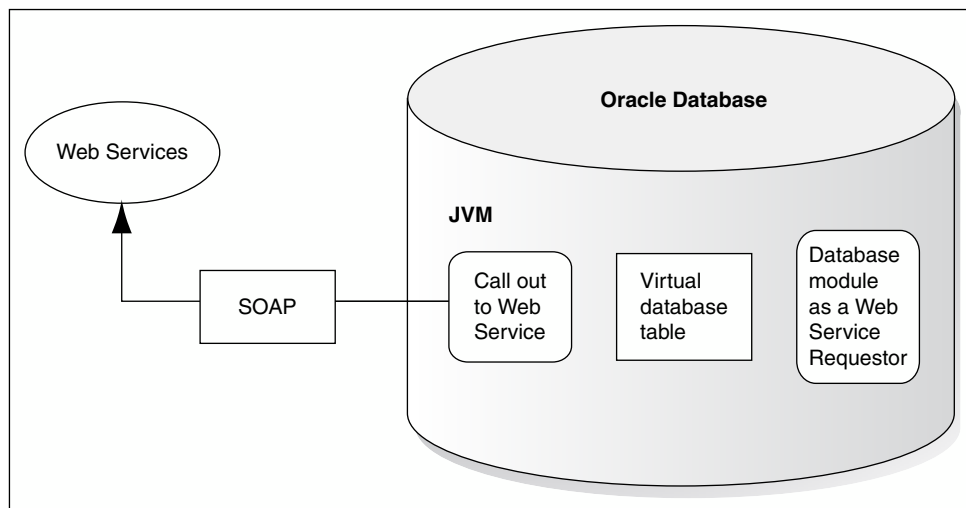 Oracle Database
Web Services
JVM
SOAP
Call out
to Web
Service
Virtual
database
table
Database
module
as a Web
Service
Requestor